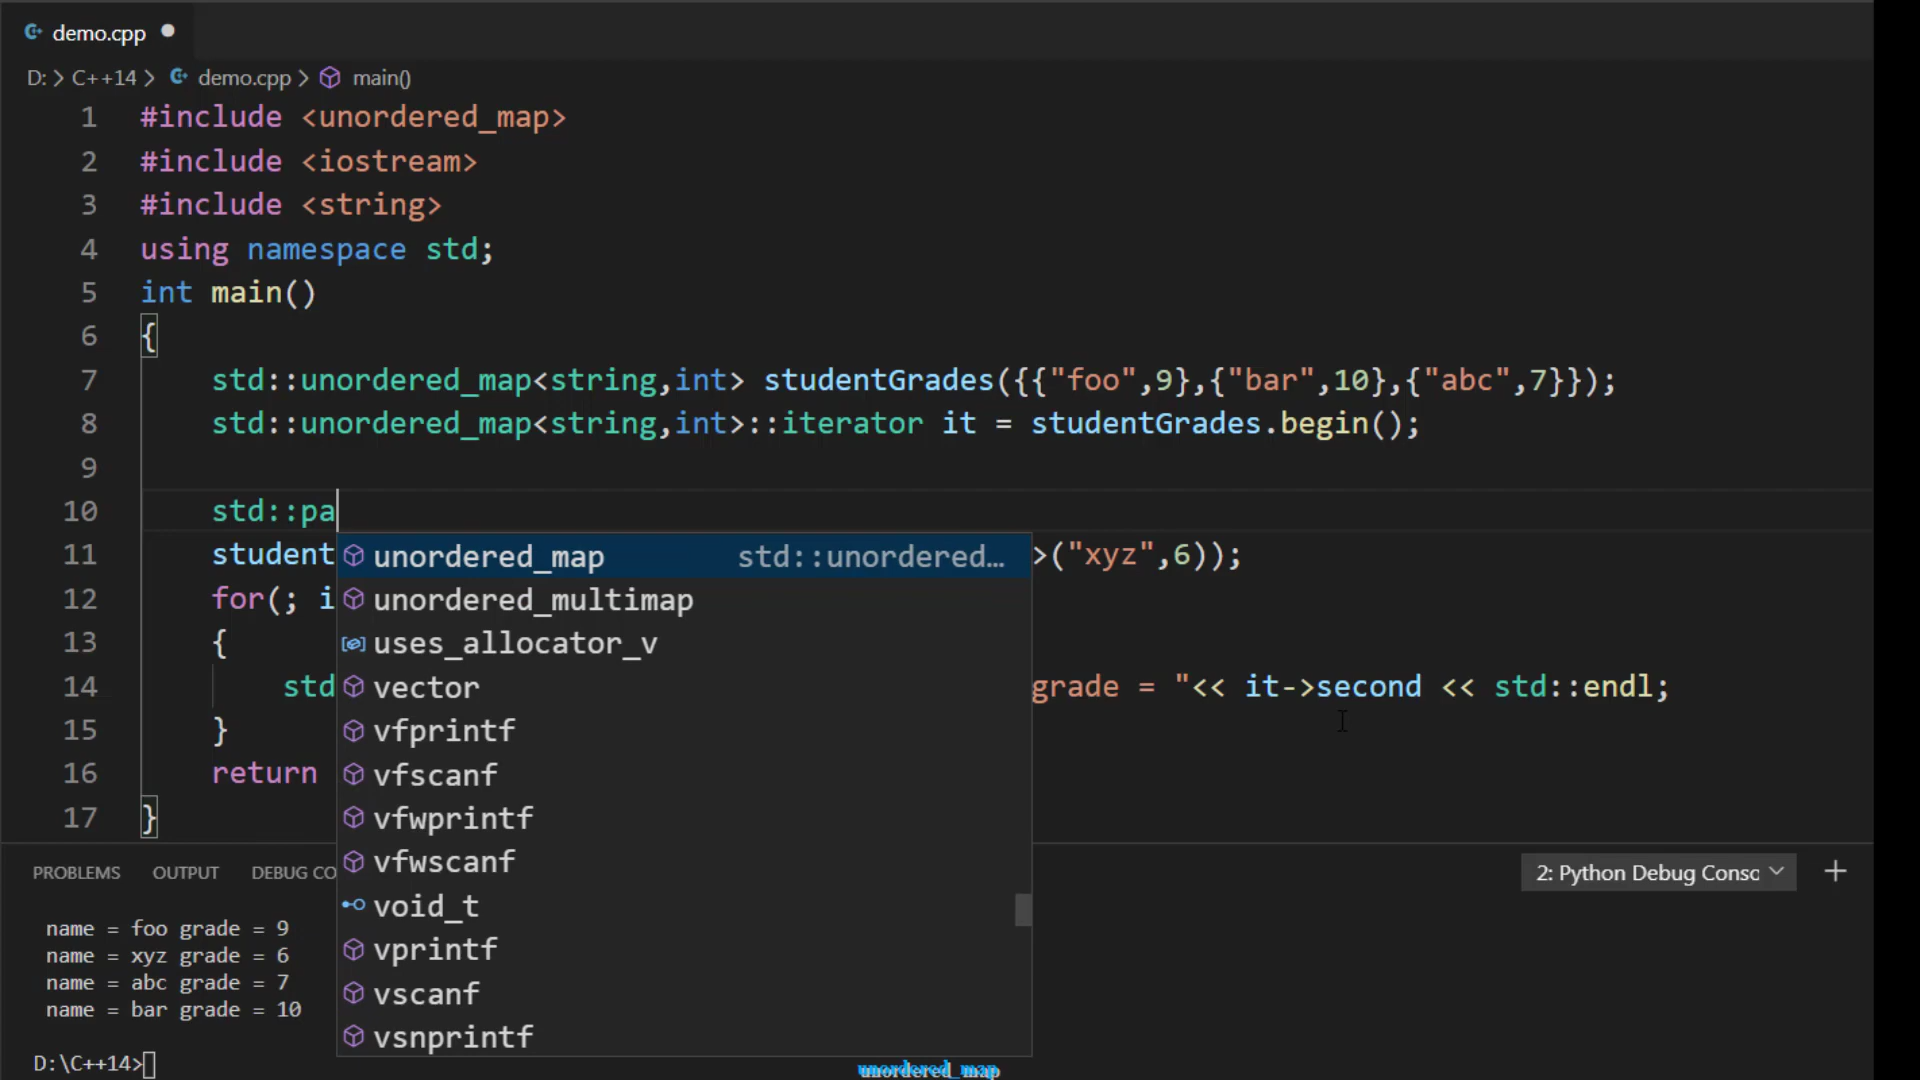 demo.cpp
D: > C++14 > demo.cpp > main()
1 #include <unordered_map>
2 #include <iostream>
3 #include <string>
4 using namespace std;
5 int main()
6 {
7 std::unordered_map<string,int> studentGrades({{"foo",9},{"bar",10},{"abc",7}});
8 std::unordered_map<string,int>::iterator it = studentGrades.begin();
9
10 std::pa
11 student >("xyz",6));
12 for(; i
13 {
14 std grade = "<< it->second << std::endl;
15 }
16 return
17 }
unordered_map std::unordered…
unordered_multimap
uses_allocator_v
vector
vfprintf
vfscanf
vfwprintf
vfwscanf
void_t
vprintf
vscanf
vsnprintf
PROBLEMS OUTPUT DEBUG CO 2: Python Debug Consc
name = foo grade = 9
name = xyz grade = 6
name = abc grade = 7
name = bar grade = 10
D:\C++14>
unordered_map